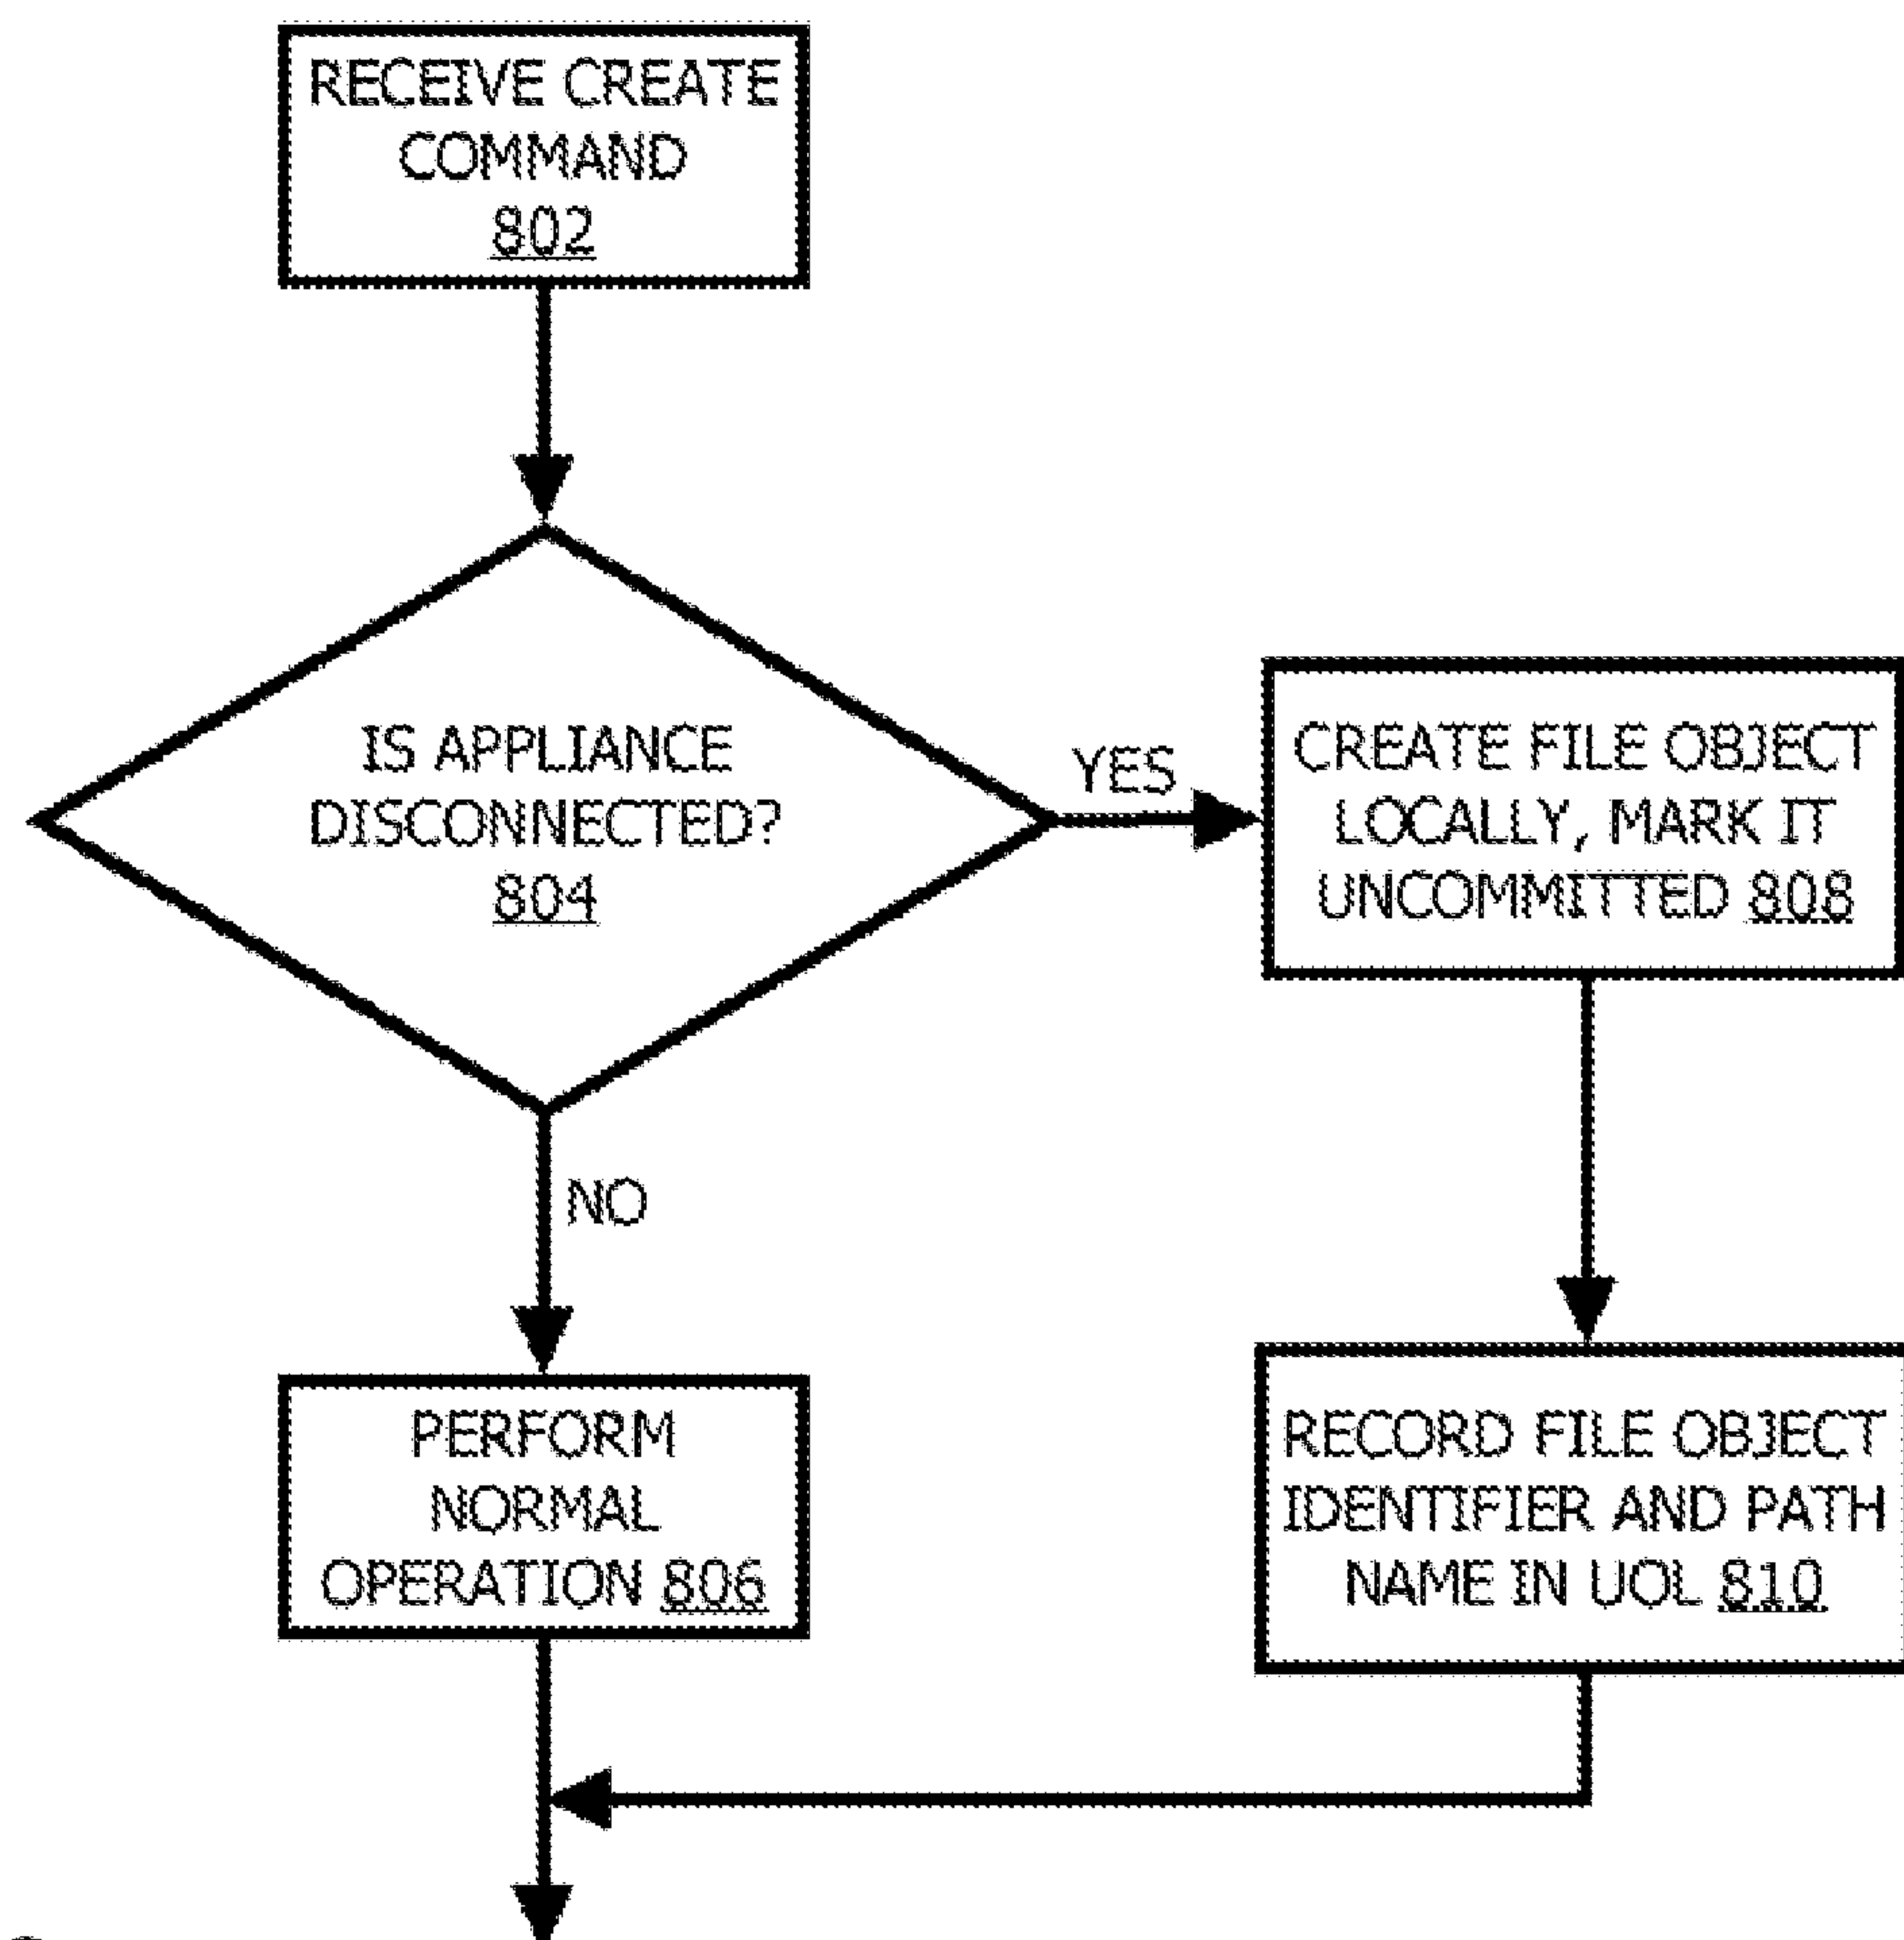 RECEIVE CREATE
COMMAND
802
IS APPLIANCE
DISCONNECTED?
804
YES
CREATE FILE OBJECT
LOCALLY, MARK IT
UNCOMMITTED 808
NO
PERFORM
NORMAL
OPERATION 806
RECORD FILE OBJECT
IDENTIFIER AND PATH
NAME IN UOL 810